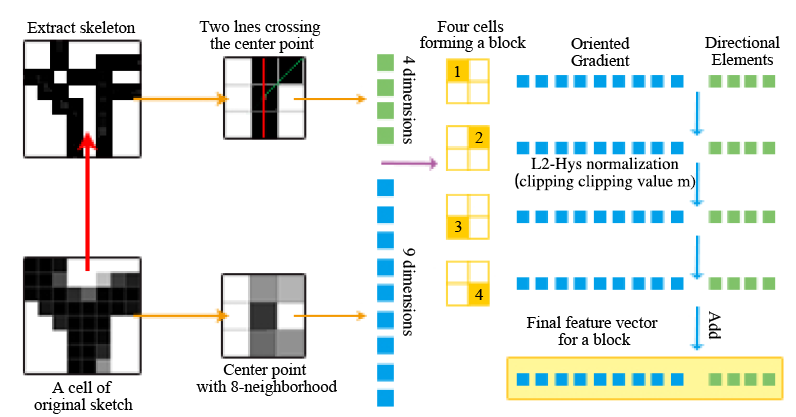 Extract skeleton
Two lnes crossing
the center point
4 dimensions
Four cells
forming a block
Oriented
Gradient
Directional
Elements
1
2
L2-Hys normalization
(clipping clipping value m)
3
9 dimensions
4
Final feature vector
for a block
Add
A cell of
original sketch
Center point
with 8-neighborhood